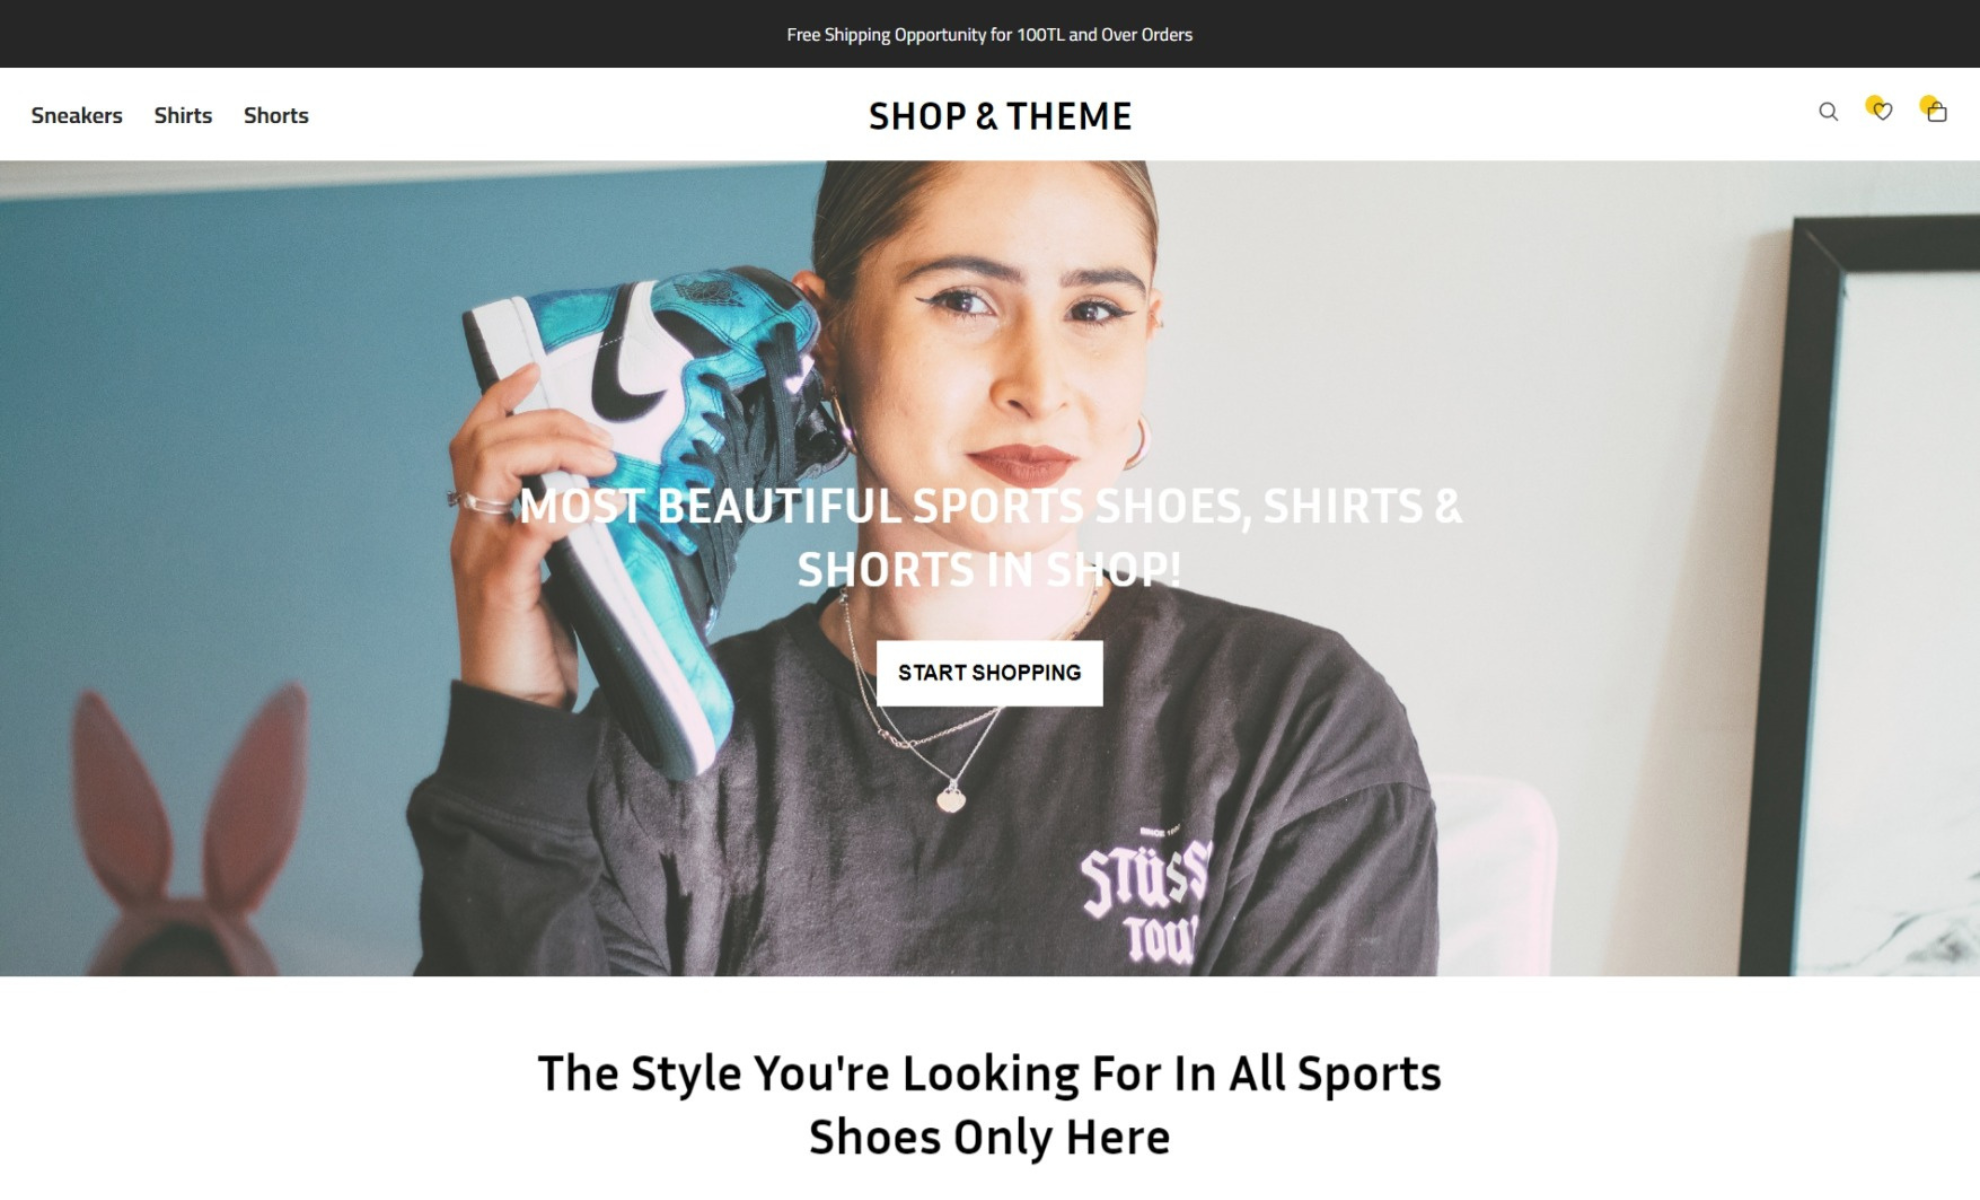 Free Shipping Opportunity for 100TL and Over Orders
Sneakers Shirts Shorts
SHOP & THEME
MOST BEAUTIFUL SPORTS SHOES, SHIRTS &
SHORTS IN SHOP!
START SHOPPING
STÜSS
TOU
The Style You're Looking For In All Sports
Shoes Only Here